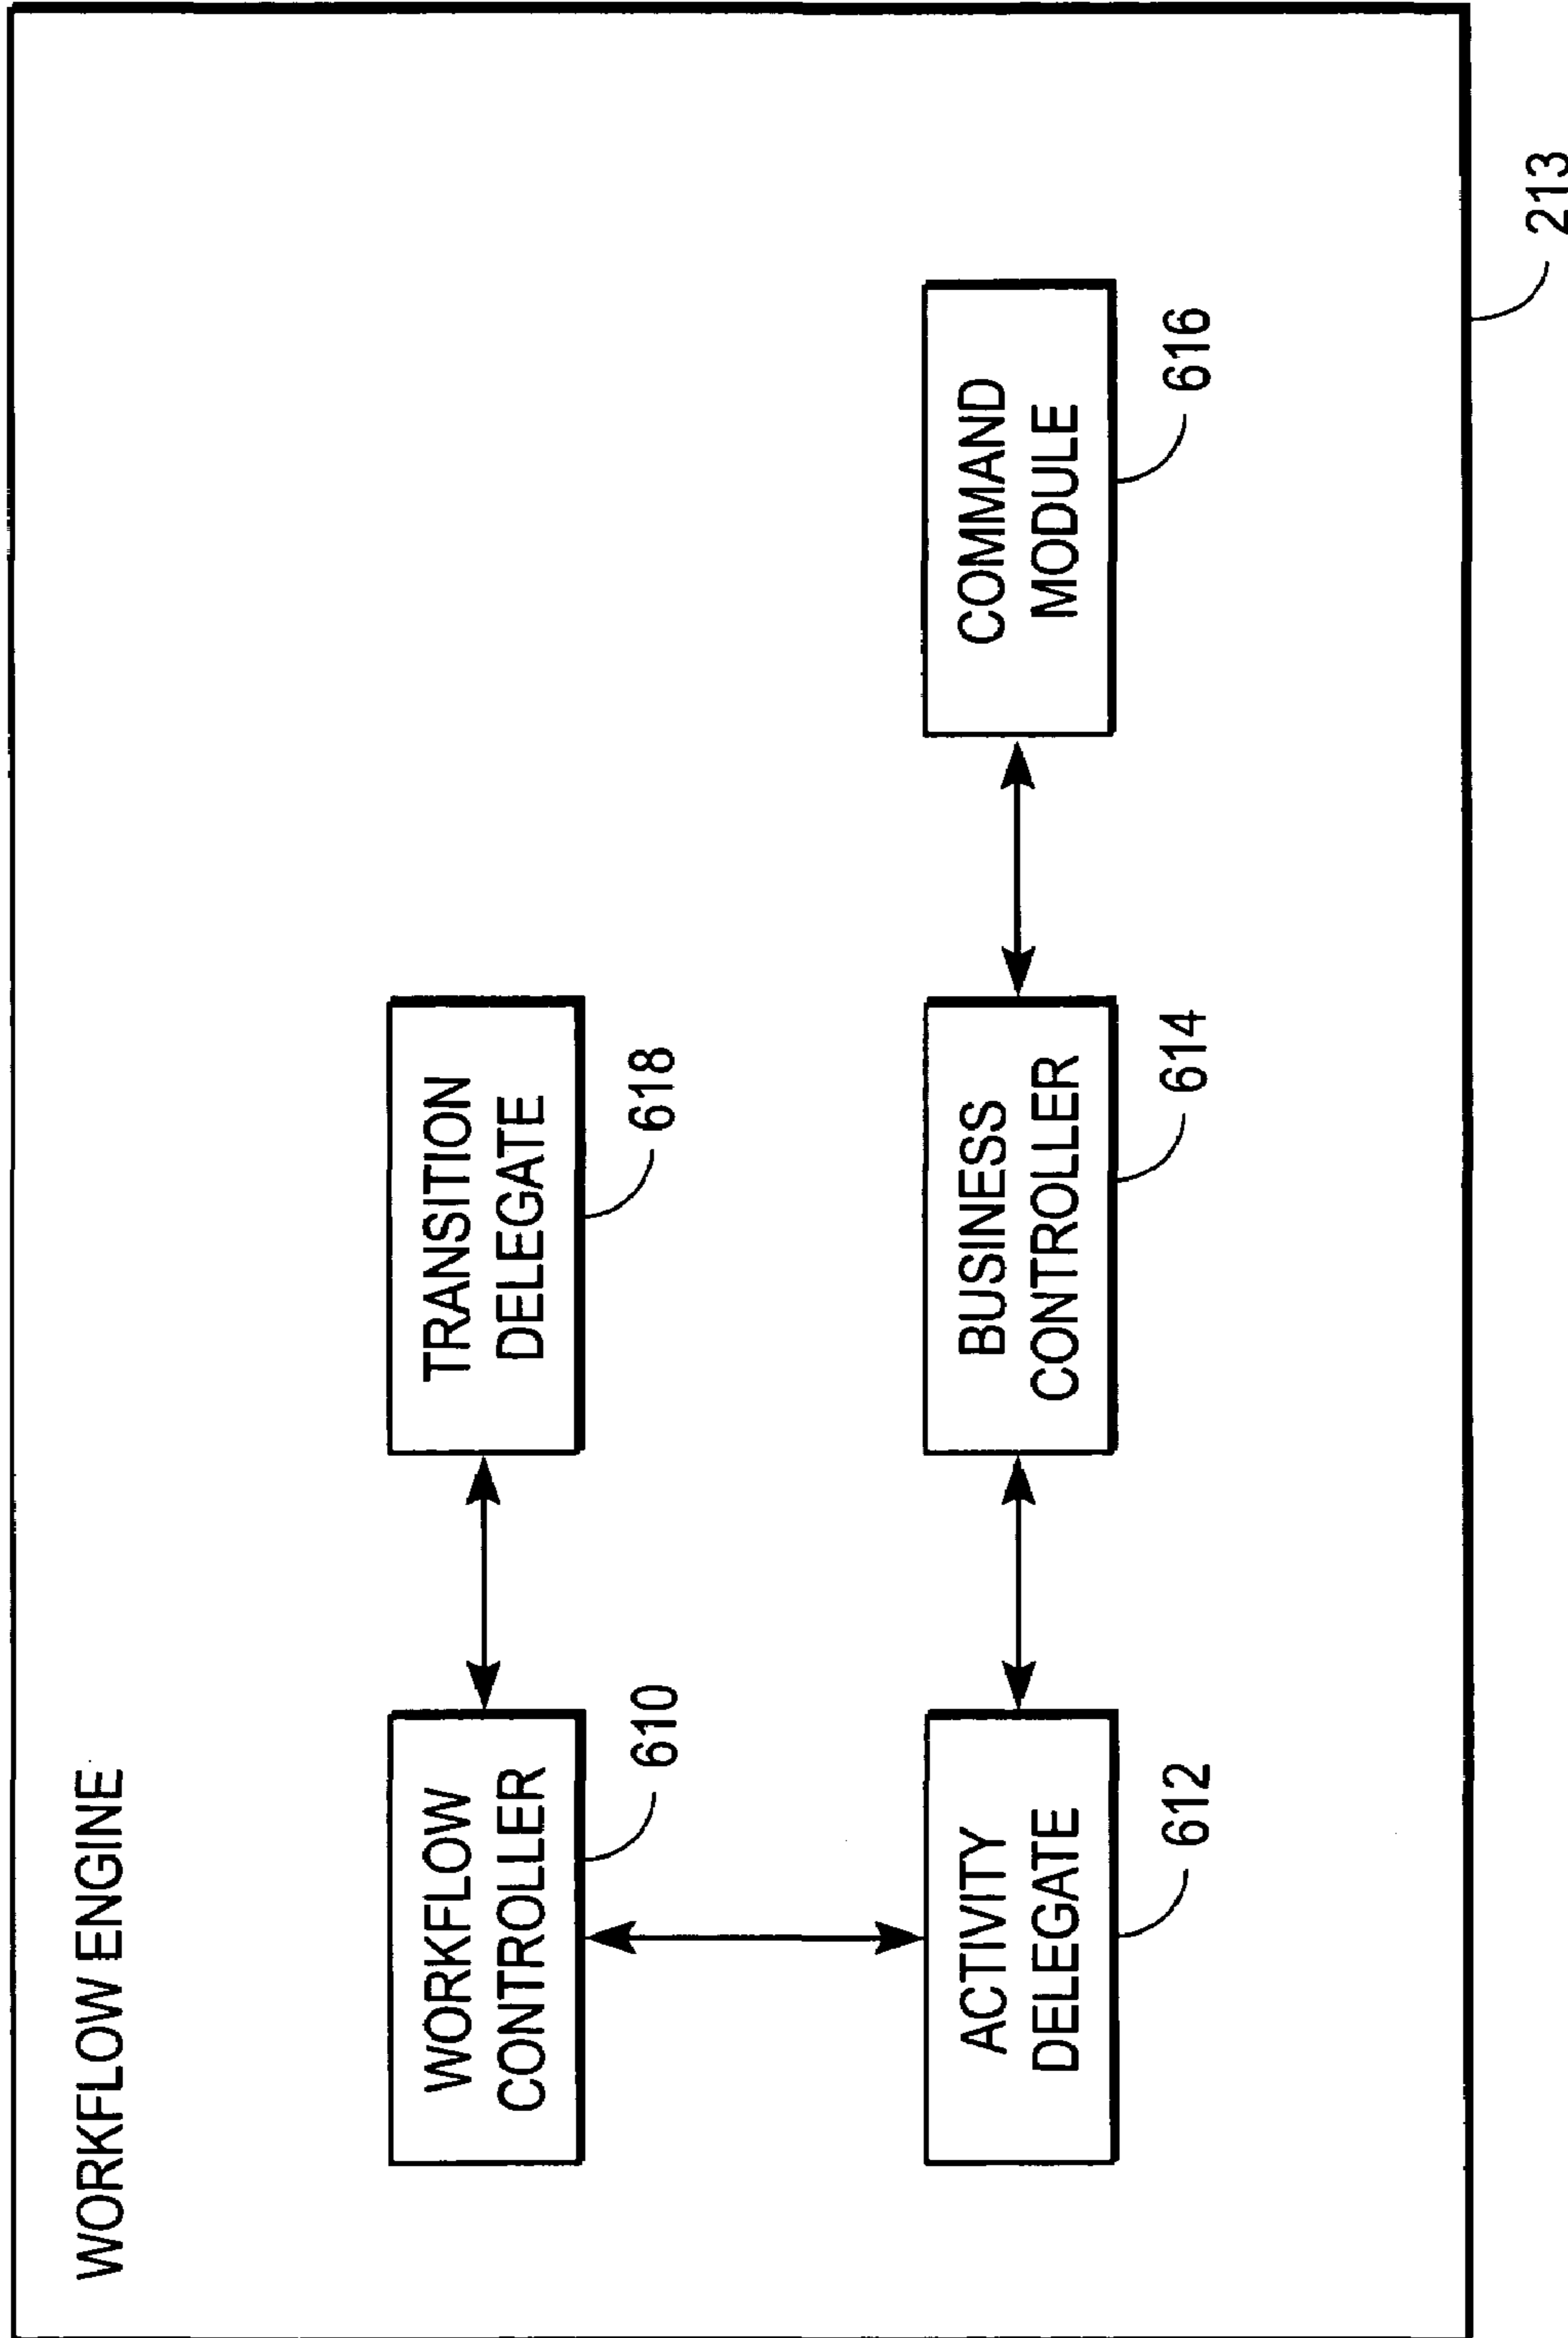 WORKFLOW ENGINE
WORKFLOW
CONTROLLER
610
TRANSITION
DELEGATE
618
ACTIVITY
DELEGATE
612
BUSINESS
CONTROLLER
614
COMMAND
MODULE
616
213